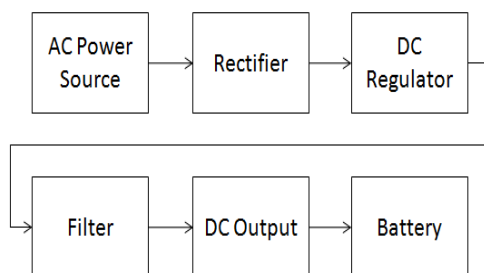 AC Power
Source
Rectifier
DC
Regulator
Filter
DC Output
Battery